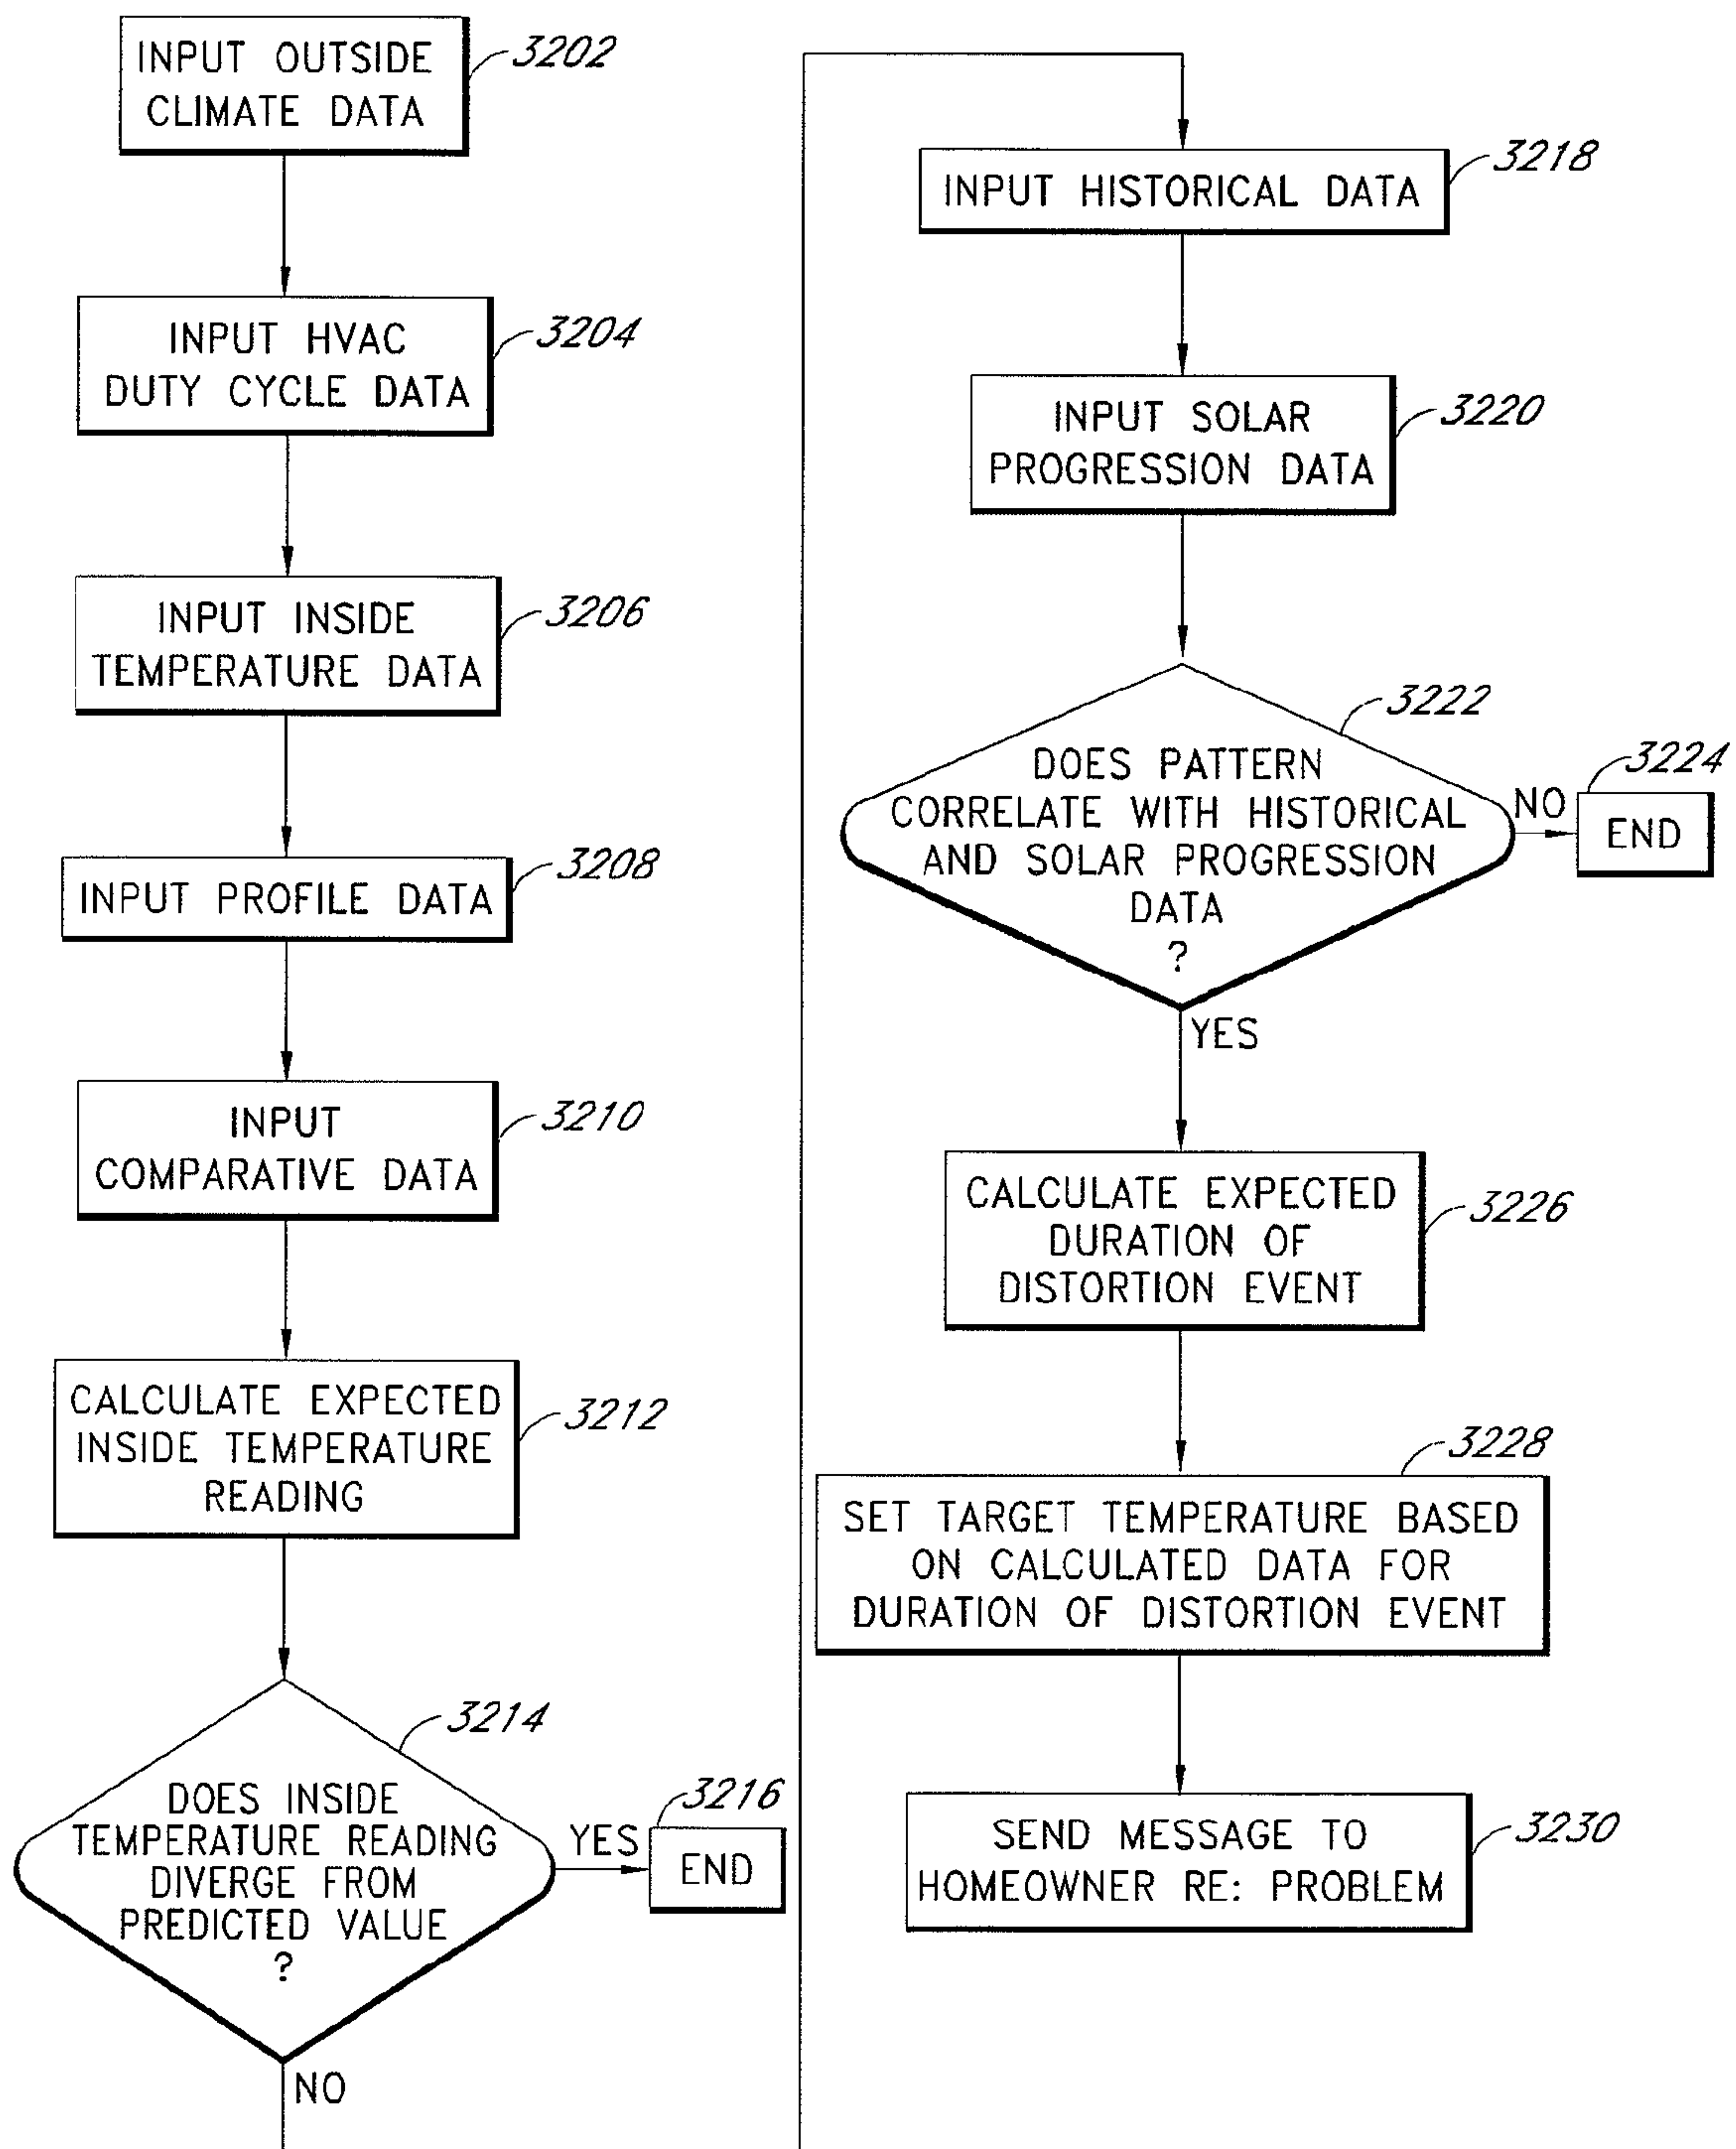 INPUT OUTSIDE
CLIMATE DATA
3202
INPUT HVAC
DUTY CYCLE DATA
3204
INPUT INSIDE
TEMPERATURE DATA
3206
INPUT PROFILE DATA
3208
INPUT
COMPARATIVE DATA
3210
CALCULATE EXPECTED
INSIDE TEMPERATURE
READING
3212
3214
DOES INSIDE
TEMPERATURE READING
DIVERGE FROM
PREDICTED VALUE
?
YES
3216
END
NO
INPUT HISTORICAL DATA
3218
INPUT SOLAR
PROGRESSION DATA
3220
3222
DOES PATTERN
CORRELATE WITH HISTORICAL
AND SOLAR PROGRESSION
DATA
?
NO
3224
END
YES
CALCULATE EXPECTED
DURATION OF
DISTORTION EVENT
3226
3228
SET TARGET TEMPERATURE BASED
ON CALCULATED DATA FOR
DURATION OF DISTORTION EVENT
SEND MESSAGE TO
HOMEOWNER RE: PROBLEM
3230